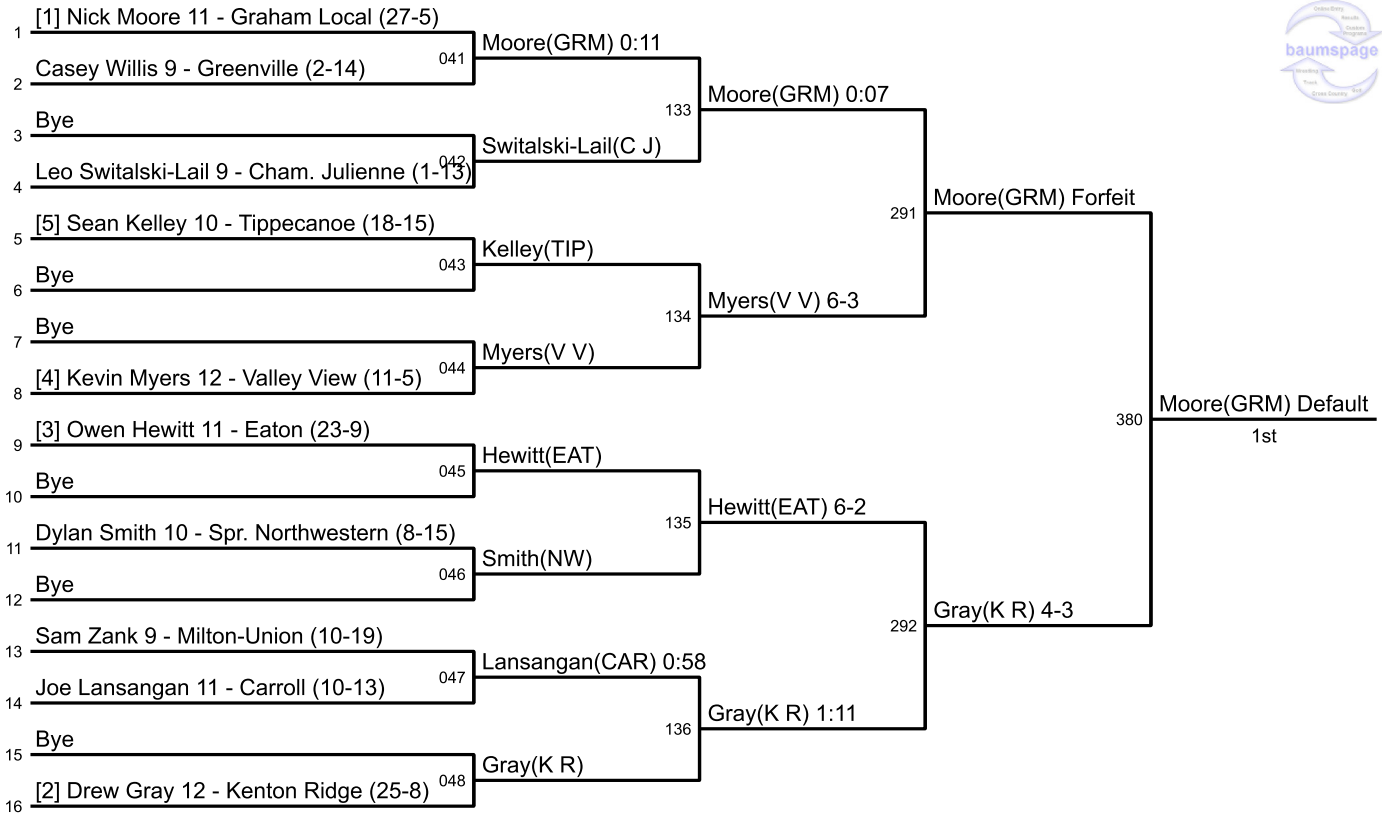 [1] Nick Moore 11 - Graham Local (27-5)
1
Moore(GRM) 0:11
041
Casey Willis 9 - Greenville (2-14)
2
Moore(GRM) 0:07
133
Bye
3
Switalski-Lail(C J)
042
Leo Switalski-Lail 9 - Cham. Julienne (1-13)
4
Moore(GRM) Forfeit
291
[5] Sean Kelley 10 - Tippecanoe (18-15)
5
Kelley(TIP)
043
Bye
6
Myers(V V) 6-3
134
Bye
7
Myers(V V)
044
[4] Kevin Myers 12 - Valley View (11-5)
8
Moore(GRM) Default
380
1st
[3] Owen Hewitt 11 - Eaton (23-9)
9
Hewitt(EAT)
045
Bye
10
Hewitt(EAT) 6-2
135
Dylan Smith 10 - Spr. Northwestern (8-15)
11
Smith(NW)
046
Bye
12
Gray(K R) 4-3
292
Sam Zank 9 - Milton-Union (10-19)
13
Lansangan(CAR) 0:58
047
Joe Lansangan 11 - Carroll (10-13)
14
Gray(K R) 1:11
136
Bye
15
Gray(K R)
048
[2] Drew Gray 12 - Kenton Ridge (25-8)
16
Online Entry
Results
baumspage
Wrestling
Track
Cross Country